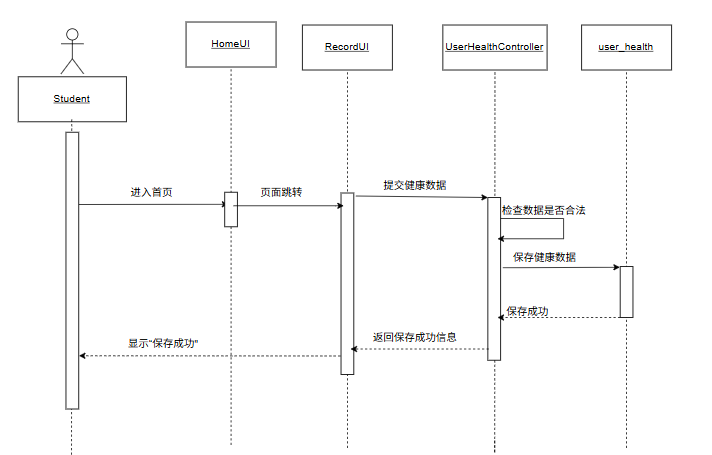 HomeUI
RecordUI
UserHealthController
user_health
Student
进入首页
页面跳转
提交健康数据
检查数据是否合法
保存健康数据
保存成功
返回保存成功信息
显示“保存成功”